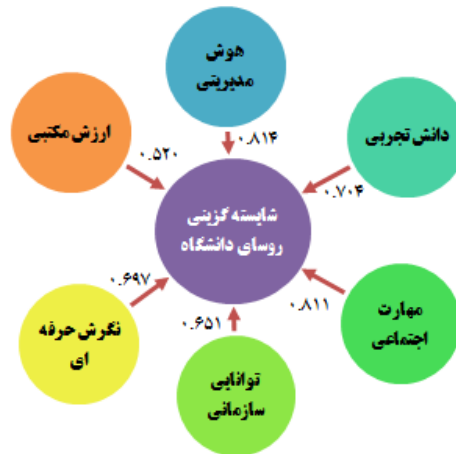 هوش
مدیریتی
۰.۸۱۴
دانش تجربی
۰.۷۰۴
ارزش مکتبی
۰.۵۲۰
شایسته گزینی
روسای دانشگاه
مهارت
اجتماعی
۰.۸۱۱
نگرش حرفه
ای
۰.۶۹۷
توانایی
سازمانی
۰.۶۵۱